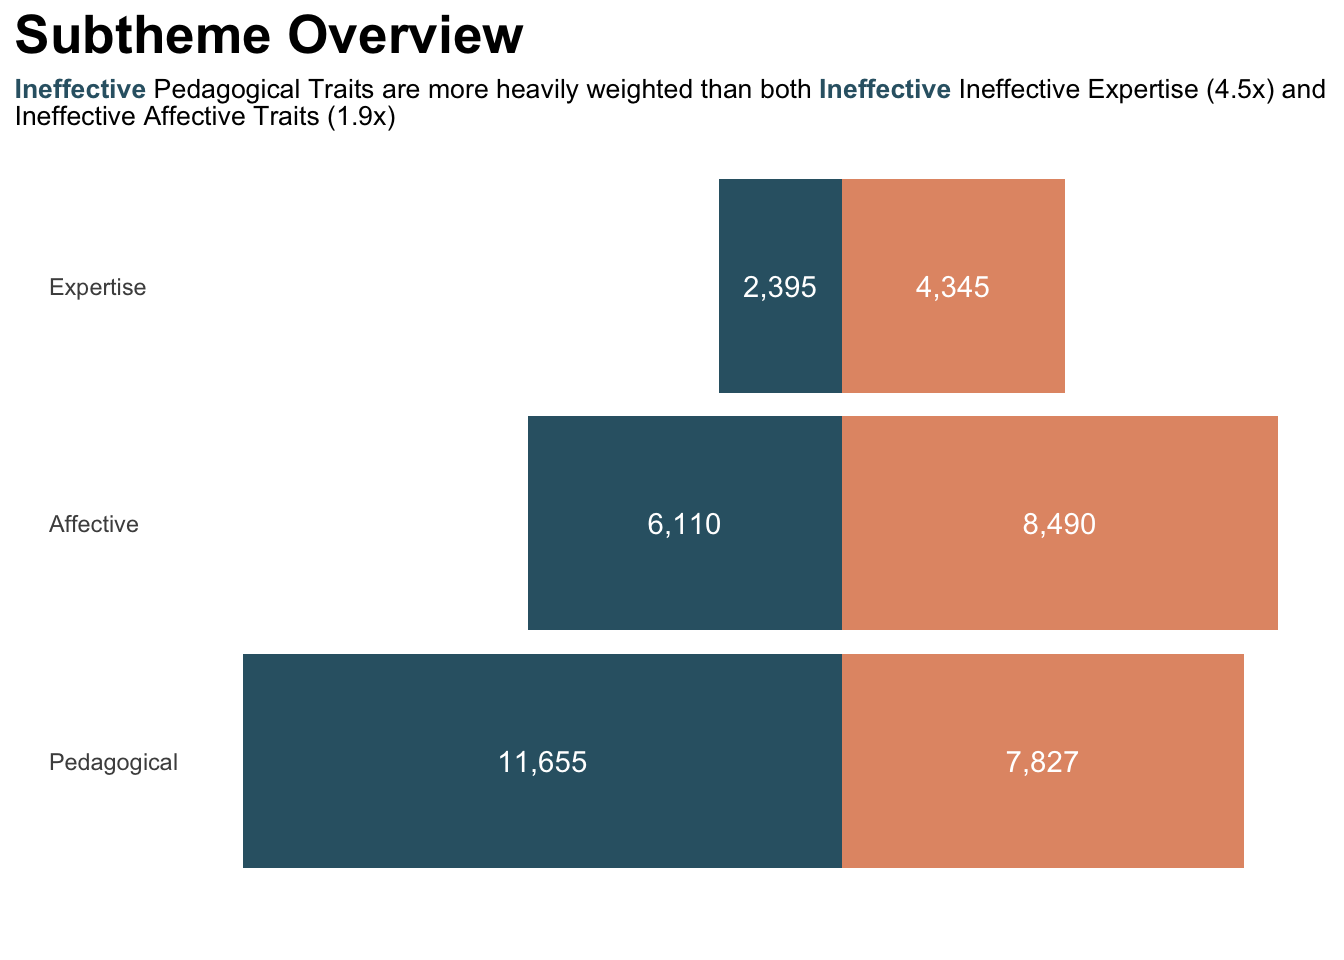 Subtheme Overview
Ineffective Pedagogical Traits are more heavily weighted than both Ineffective Ineffective Expertise (4.5x) and
Ineffective Affective Traits (1.9x)
Expertise
2,395
4,345
Affective
6,110
8,490
Pedagogical
11,655
7,827